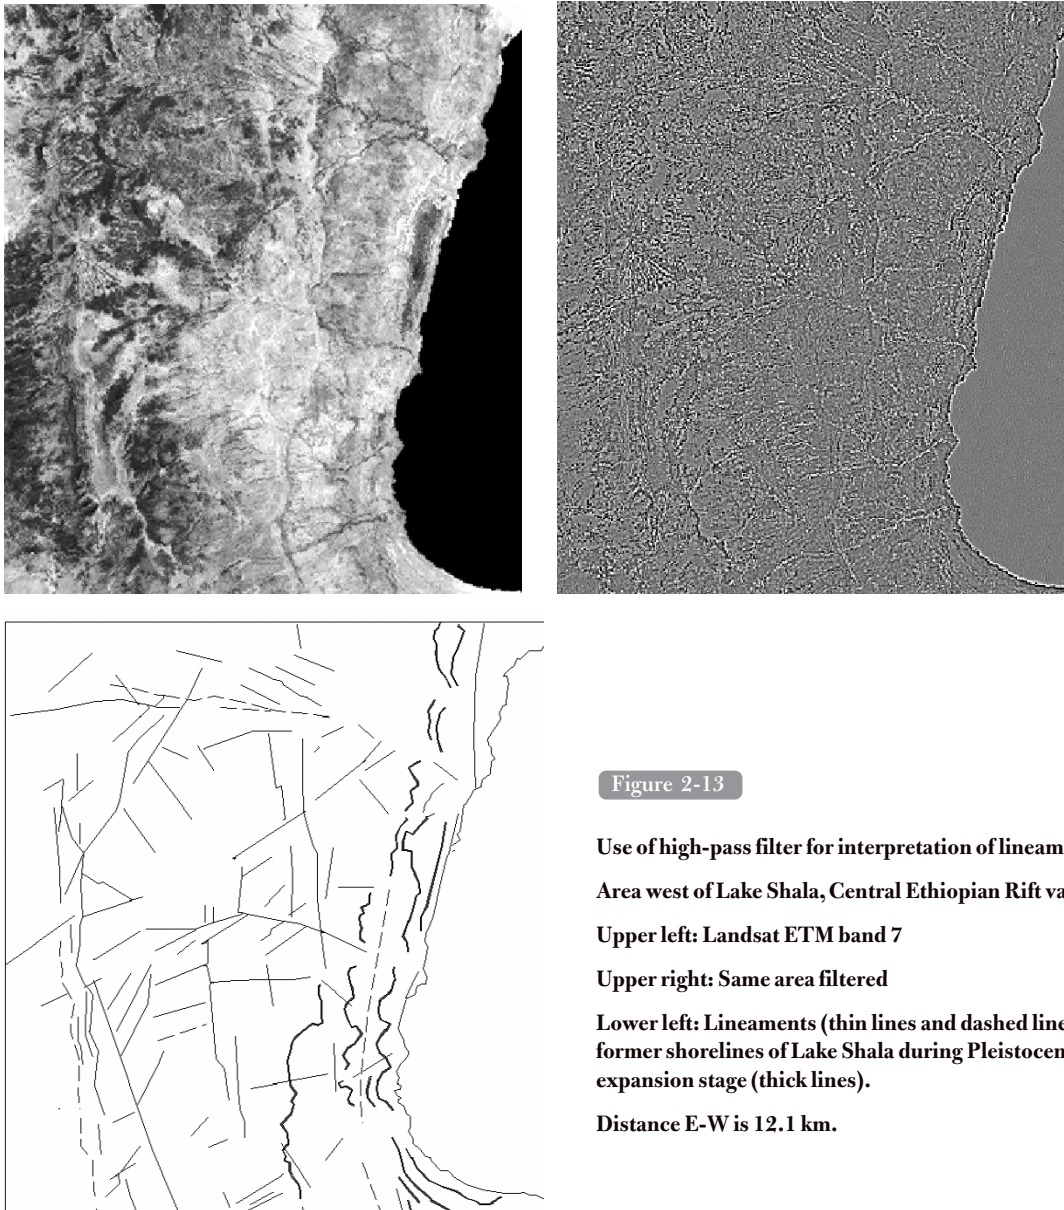 Figure 2-13
Use of high-pass filter for interpretation of
Area west of Lake Shala, Central Ethiopian Rift
Upper left: Landsat ETM band 7
Upper right: Same area filtered
Lower left: Lineaments (thin lines and dashed
former shorelines of Lake Shala during
expansion stage (thick lines).
Distance E-W is 12.1 km.